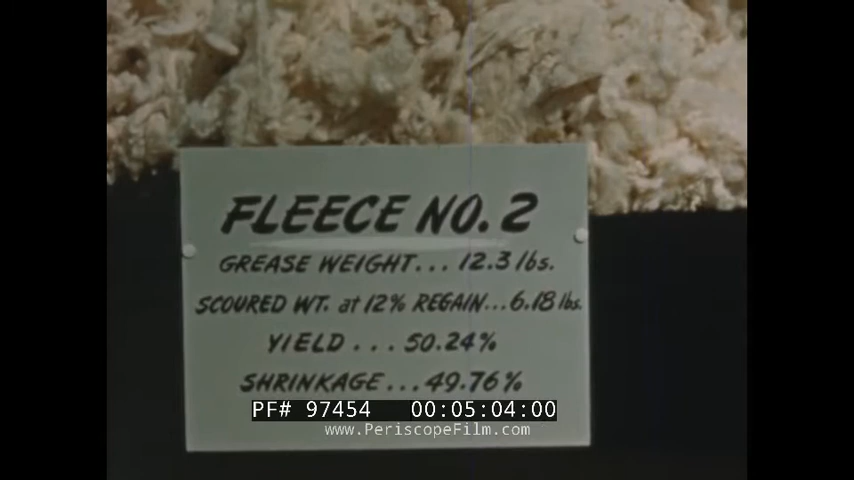 FLEECE NO. 2
GREASE WEIGHT... 12.3 lbs.
SCOURED WT. at 12% REGAIN...6.18 lbs.
YIELD ... 50.24%
SHRINKAGE...49.76%
PF# 97454 00:05:04:00
www.PeriscopeFilm.com